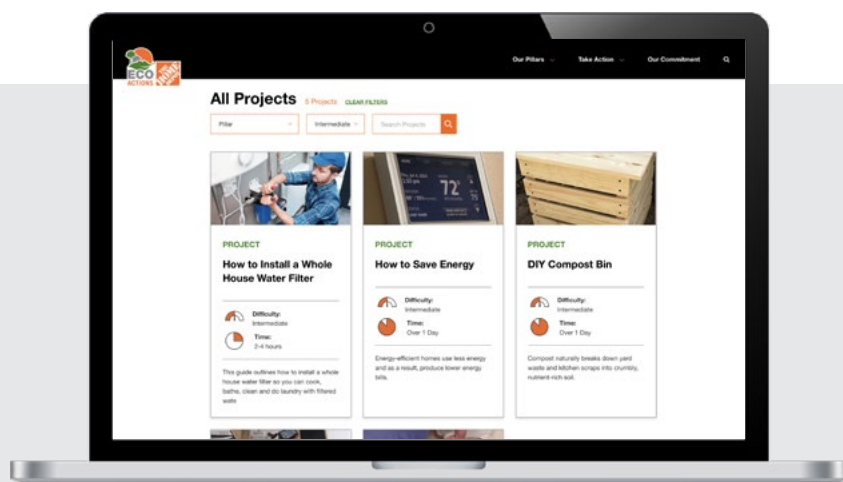 Our Pillars
Take Action
Our Commitment
ECO
ACTIONS
THE HOME
All Projects
5 Projects
CLEAR FILTERS
Pillar
Intermediate
Search Projects
72°
PROJECT
How to Install a Whole
House Water Filter
Difficulty:
Intermediate
Time:
2-4 hours
This guide outlines how to install a whole
house water filter so you can cook,
bathe, clean and do laundry with filtered
wate
PROJECT
How to Save Energy
Difficulty:
Intermediate
Time:
Over 1 Day
Energy-efficient homes use less energy
and as a result, produce lower energy
bills.
PROJECT
DIY Compost Bin
Difficulty:
Intermediate
Time:
Over 1 Day
Compost naturally breaks down yard
waste and kitchen scraps into crumbly,
nutrient-rich soil.